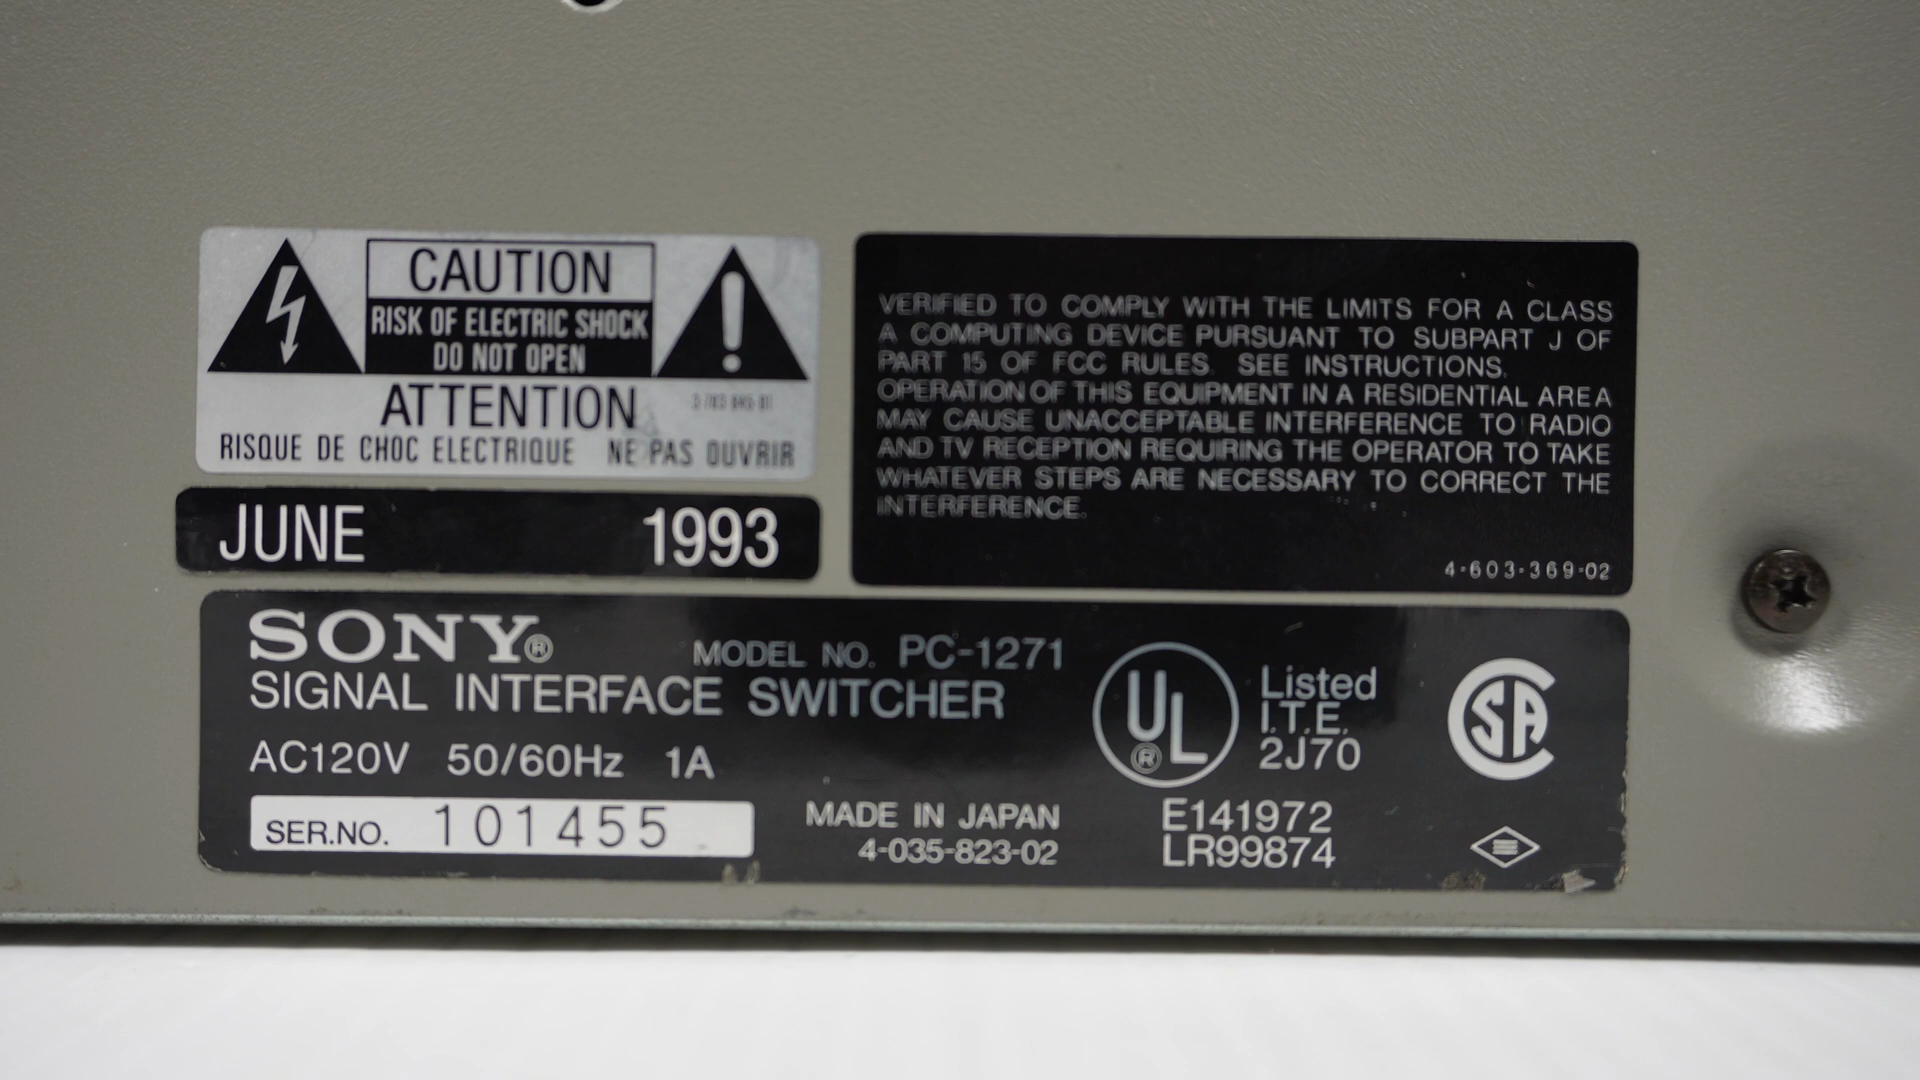 CAUTION
RISK OF ELECTRIC SHOCK
DO NOT OPEN
ATTENTION
RISQUE DE CHOC ELECTRIQUE NE PAS OUVRIR
JUNE 1993
VERIFIED TO COMPLY WITH THE LIMITS FOR A CLASS
A COMPUTING DEVICE PURSUANT TO SUBPART J OF
PART 15 OF FCC RULES. SEE INSTRUCTIONS.
OPERATION OF THIS EQUIPMENT IN A RESIDENTIAL AREA
MAY CAUSE UNACCEPTABLE INTERFERENCE TO RADIO
AND TV RECEPTION REQUIRING THE OPERATOR TO TAKE
WHATEVER STEPS ARE NECESSARY TO CORRECT THE
INTERFERENCE.
4-603-369-02
SONY® MODEL NO. PC-1271
SIGNAL INTERFACE SWITCHER
AC120V 50/60Hz 1A
SER.NO. 101455
MADE IN JAPAN
4-035-823-02
UL®
Listed
I.T.E.
2J70
E141972
LR99874
SA